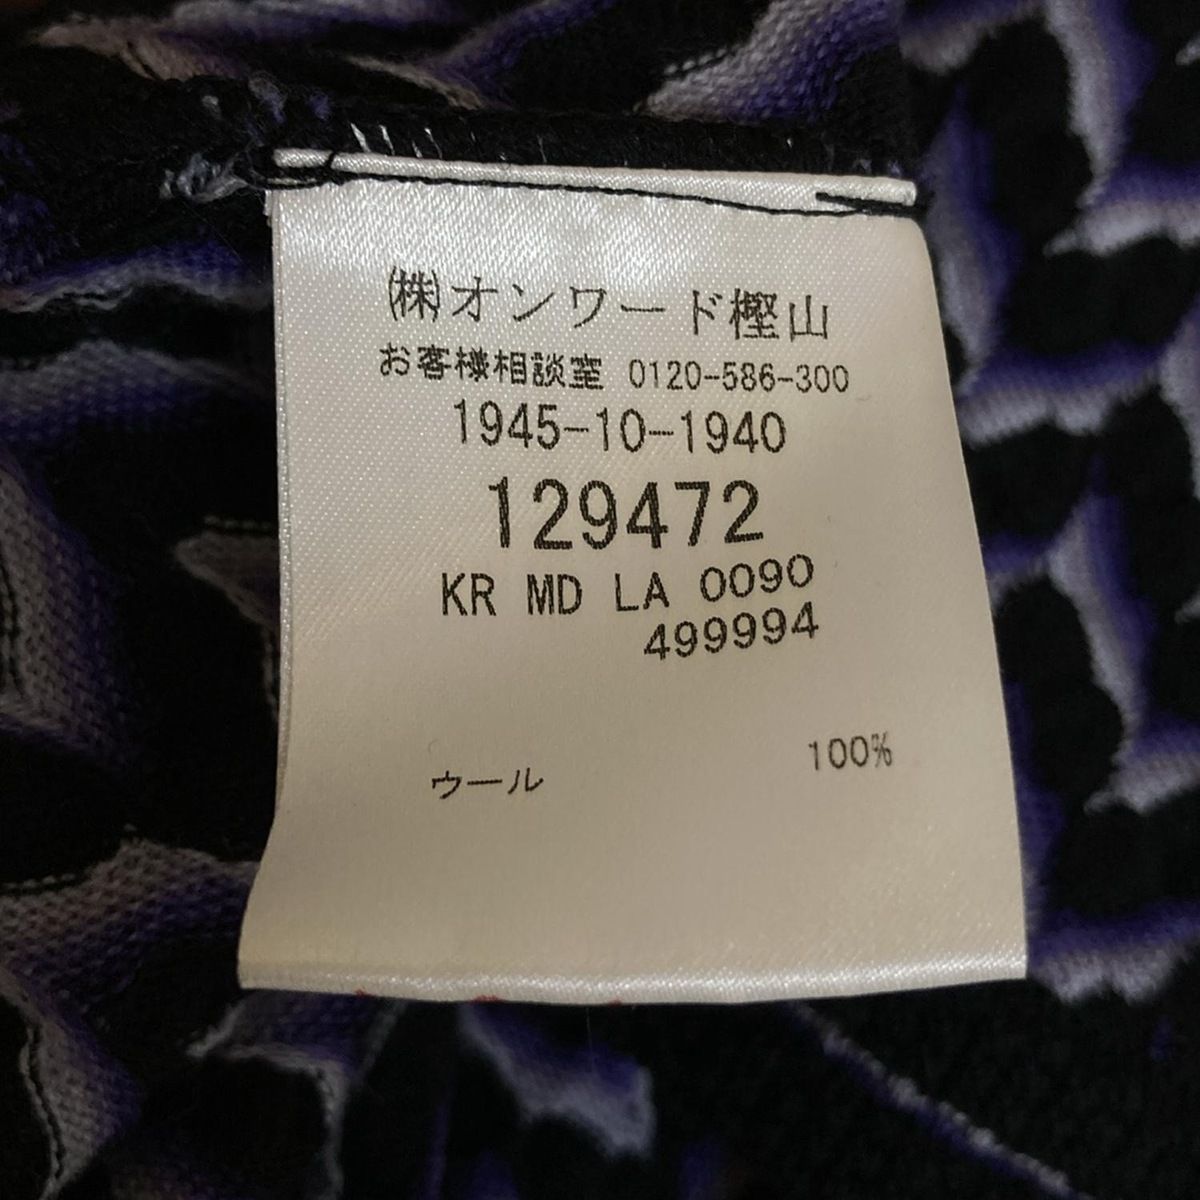 ㈱オンワード樫山
お客様相談室 0120-586-300
1945-10-1940
129472
KR MD LA 0090
499994
ウール 100%